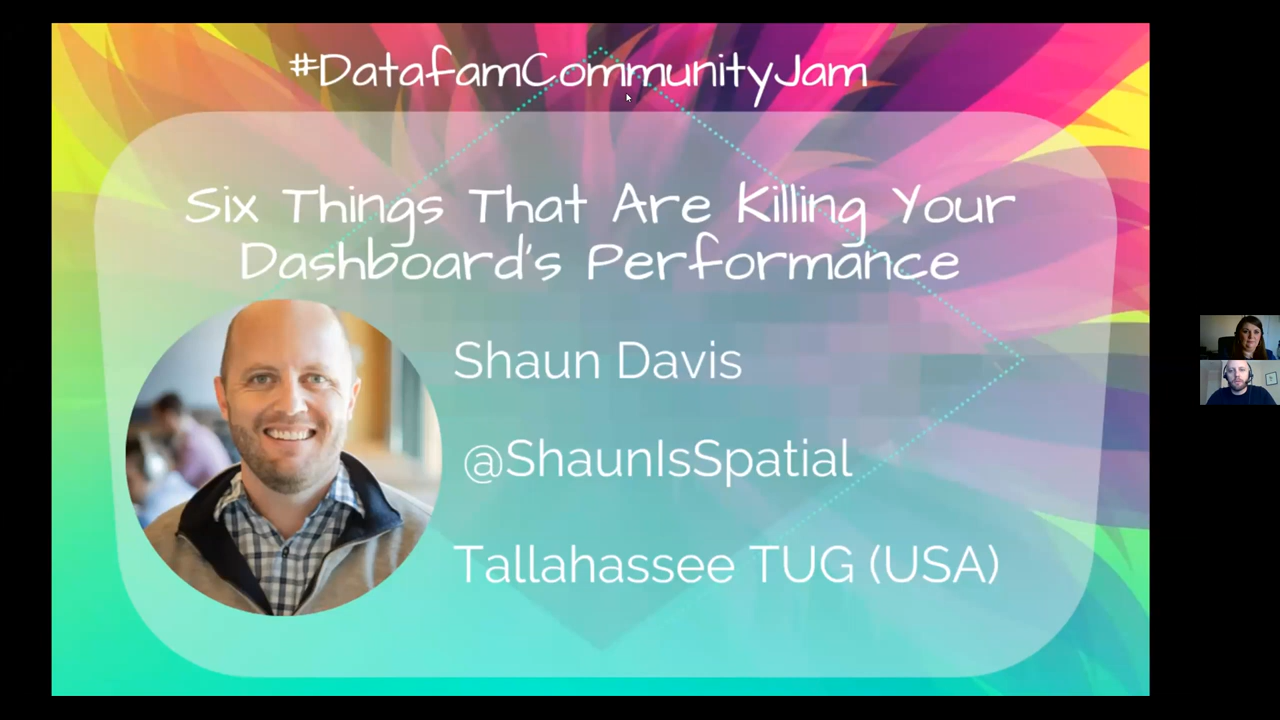 #DatafamCommunityJam
Six Things That Are Killing Your
Dashboard's Performance
Shaun Davis
@ShaunIsSpatial
Tallahassee TUG (USA)